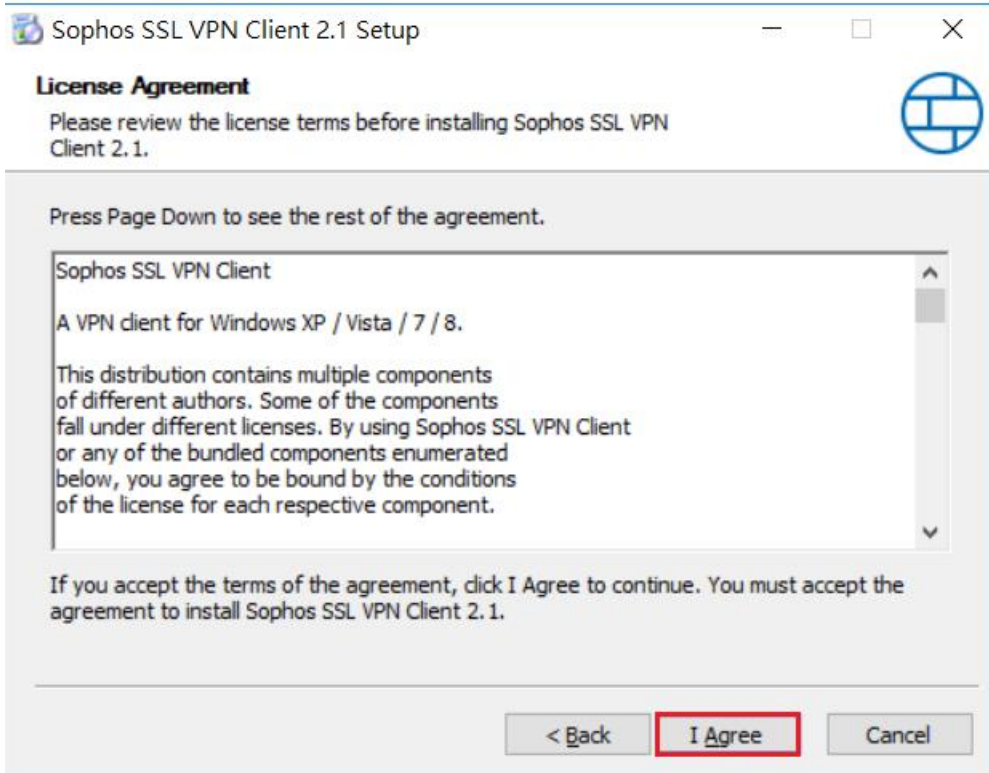 Sophos SSL VPN Client 2.1 Setup
License Agreement
Please review the license terms before installing Sophos SSL VPN
Client 2.1.
Press Page Down to see the rest of the agreement.
Sophos SSL VPN Client
A VPN client for Windows XP / Vista / 7 / 8.
This distribution contains multiple components
of different authors. Some of the components
fall under different licenses. By using Sophos SSL VPN Client
or any of the bundled components enumerated
below, you agree to be bound by the conditions
of the license for each respective component.
If you accept the terms of the agreement, click I Agree to continue. You must accept the
agreement to install Sophos SSL VPN Client 2.1.
< Back I Agree Cancel